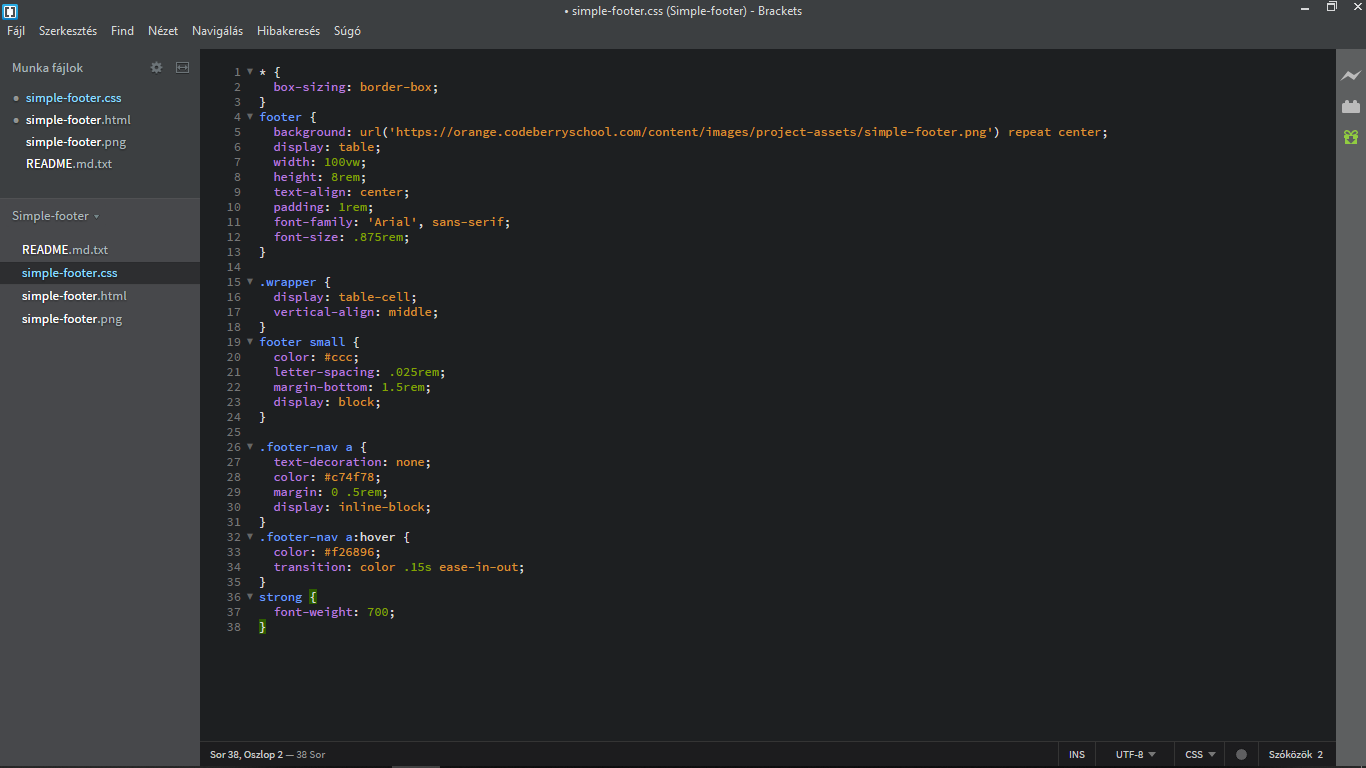 • simple-footer.css (Simple-footer) - Brackets
Fájl Szerkesztés Find Nézet Navigálás Hibakeresés Súgó
Munka fájlok
simple-footer.css
simple-footer.html
simple-footer.png
README.md.txt
Simple-footer
README.md.txt
simple-footer.css
simple-footer.html
simple-footer.png
1 * {
2 box-sizing: border-box;
3 }
4 footer {
5 background: url('https://orange.codeberryschool.com/content/images/project-assets/simple-footer.png') repeat center;
6 display: table;
7 width: 100vw;
8 height: 8rem;
9 text-align: center;
10 padding: 1rem;
11 font-family: 'Arial', sans-serif;
12 font-size: .875rem;
13 }
14
15 .wrapper {
16 display: table-cell;
17 vertical-align: middle;
18 }
19 footer small {
20 color: #ccc;
21 letter-spacing: .025rem;
22 margin-bottom: 1.5rem;
23 display: block;
24 }
25
26 .footer-nav a {
27 text-decoration: none;
28 color: #c74f78;
29 margin: 0 .5rem;
30 display: inline-block;
31 }
32 .footer-nav a:hover {
33 color: #f26896;
34 transition: color .15s ease-in-out;
35 }
36 strong {
37 font-weight: 700;
38 }
Sor 38, Oszlop 2 — 38 Sor INS UTF-8 CSS Szóközök 2